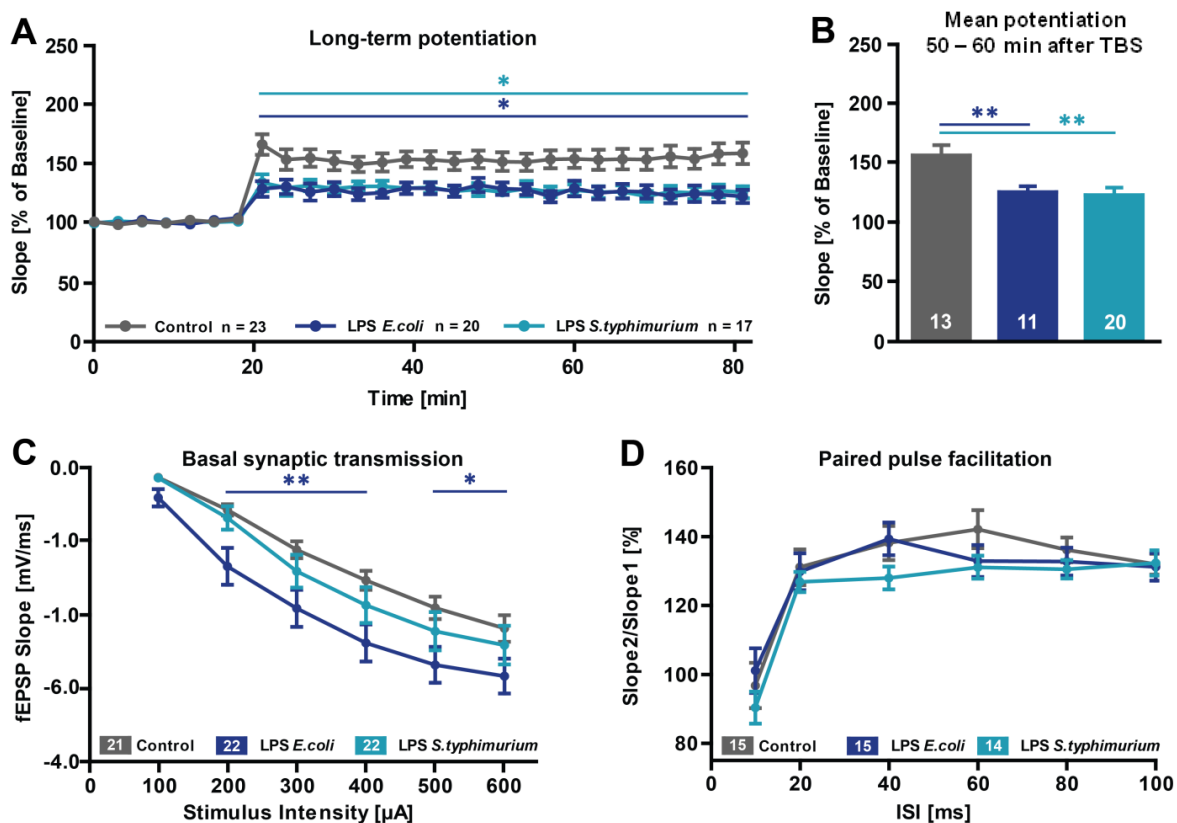 A
Long-term potentiation
Slope [% of Baseline]
250
200
150
100
50
0
*
*
Control n = 23 LPS E.coli n = 20 LPS S.typhimurium n = 17
0 20 40 60 80
Time [min]
B
Mean potentiation
50 – 60 min after TBS
Slope [% of Baseline]
250
200
150
100
50
0
** **
13 11 20
C
Basal synaptic transmission
fEPSP Slope [mV/ms]
0.0
-1.0
-1.0
-6.0
-4.0
** *
21 Control 22 LPS E.coli 22 LPS S.typhimurium
0 100 200 300 400 500 600
Stimulus Intensity [µA]
D
Paired pulse facilitation
Slope2/Slope1 [%]
160
140
120
100
80
15 Control 15 LPS E.coli 14 LPS S.typhimurium
0 20 40 60 80 100
ISI [ms]